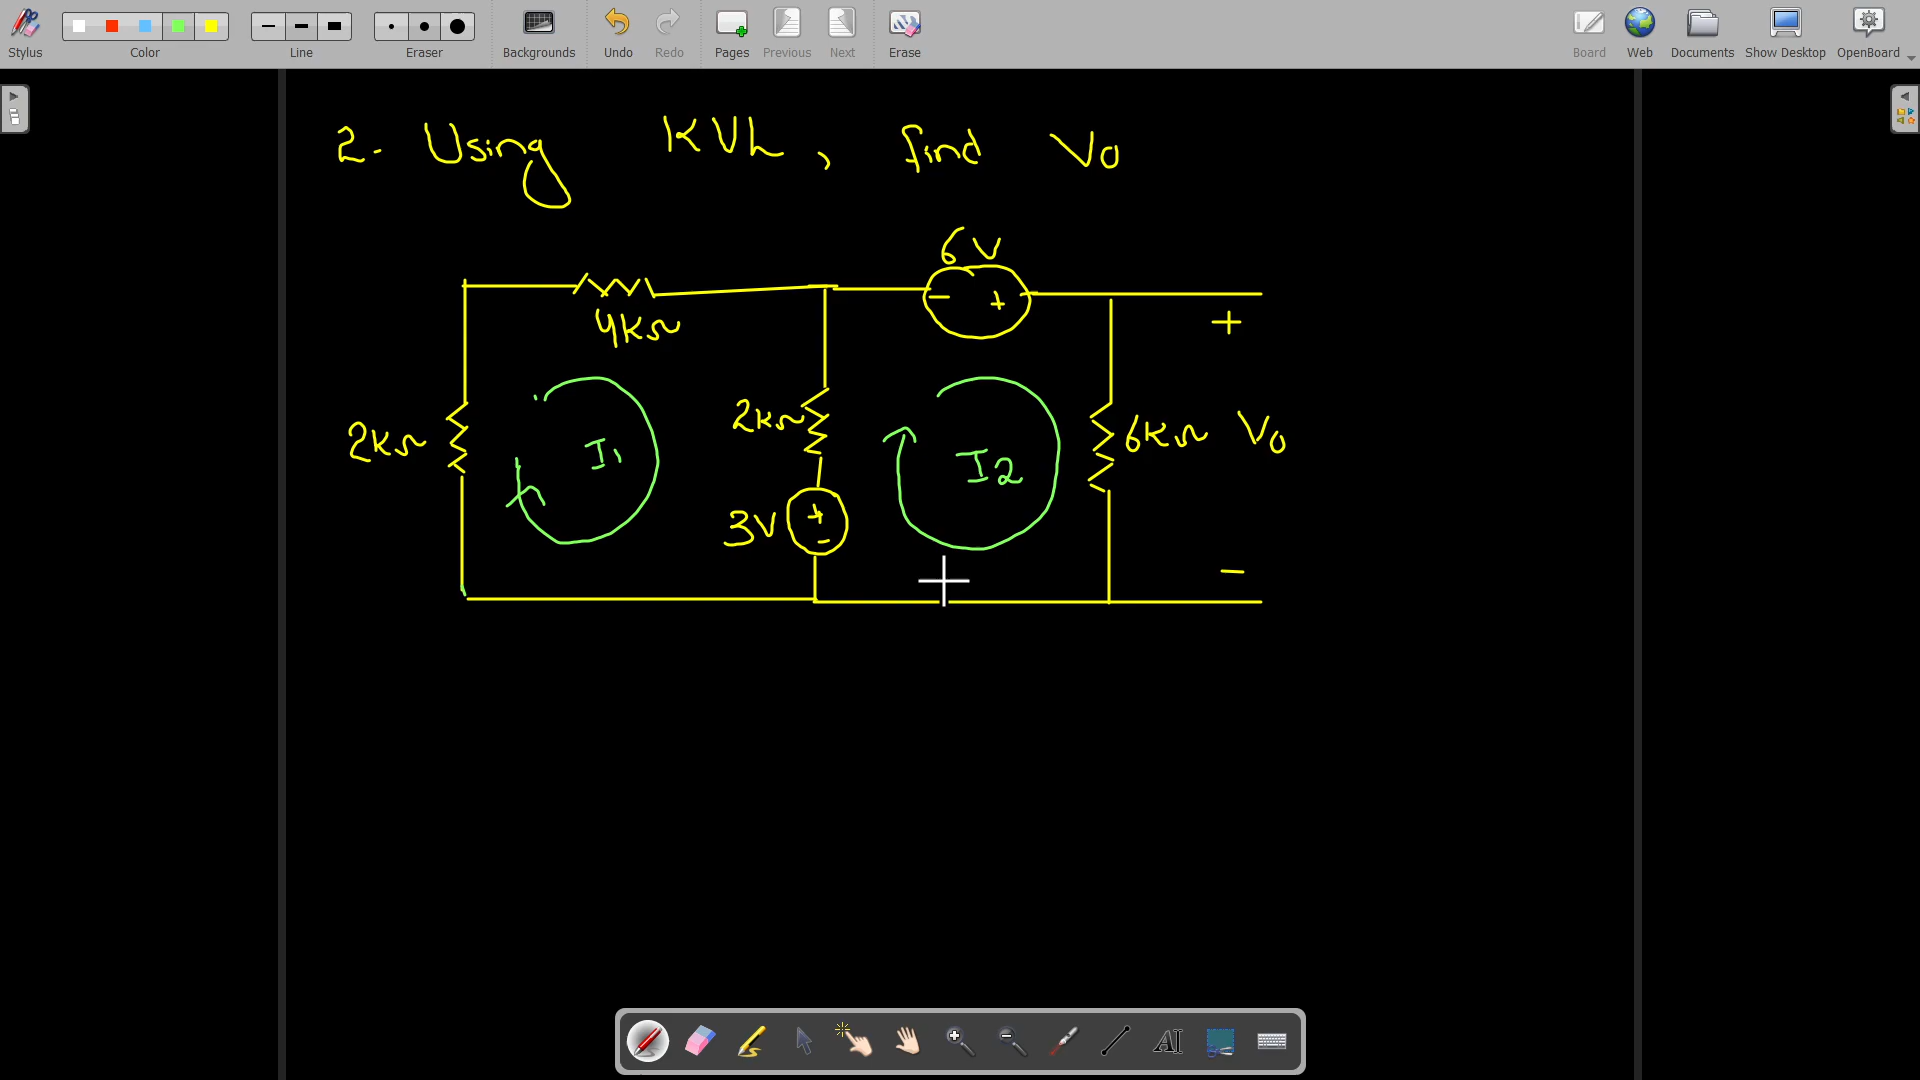 Stylus Color Line Eraser Backgrounds Undo Redo Pages Previous Next Erase Board Web Documents Show Desktop OpenBoard
2. Using KVL, find Vo
6V
4KΩ
2KΩ
I1
2KΩ
3V
I2
6KΩ Vo